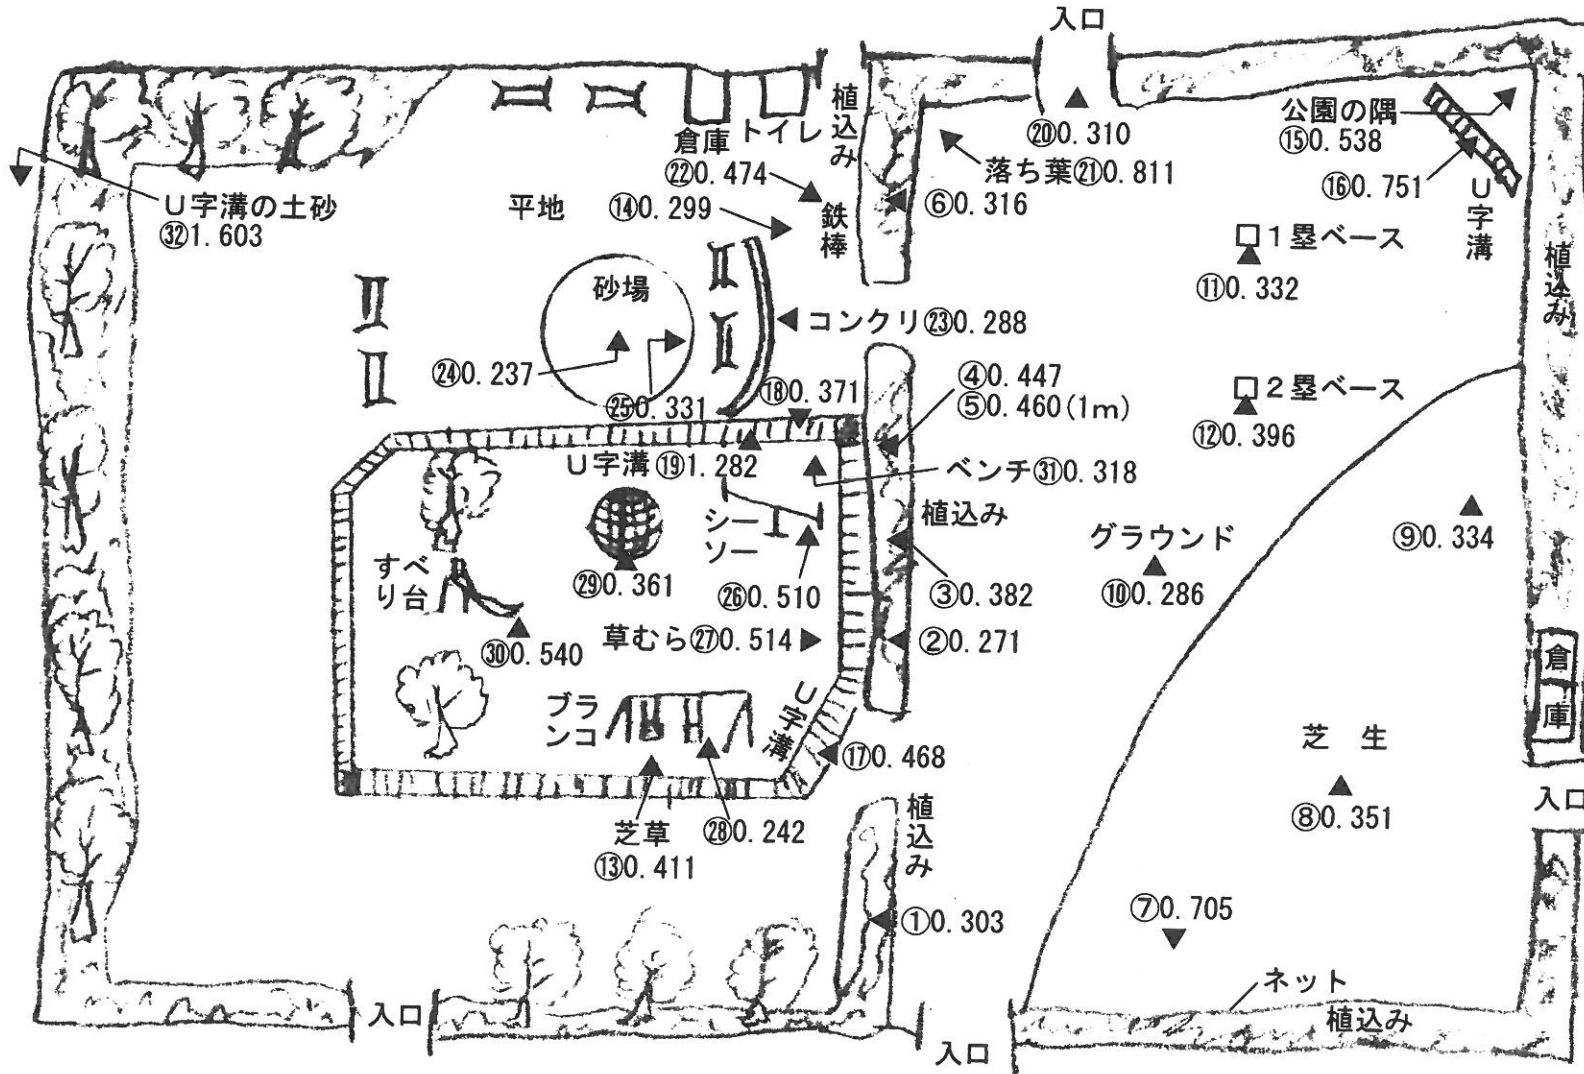 入口
植込み
倉庫
トイレ
㉒0.474
⑳0.310
公園の隅
⑮0.538
落ち葉㉑0.811
⑯0.751
U字溝
U字溝の土砂
㉜1.603
平地
⑭0.299
鉄棒
⑥0.316
1塁ベース
⑪0.332
植込み
砂場
コンクリ㉓0.288
㉔0.237
㉕0.331
⑱0.371
④0.447
⑤0.460(1m)
2塁ベース
⑫0.396
U字溝⑲1.282
ベンチ㉛0.318
シーソー
植込み
グラウンド
⑨0.334
すべり台
㉙0.361
㉖0.510
③0.382
⑩0.286
㉚0.540
草むら㉗0.514
②0.271
倉庫
ブランコ
U字溝
⑰0.468
芝生
芝草
㉘0.242
植込み
⑧0.351
入口
⑬0.411
①0.303
⑦0.705
ネット
入口
植込み
入口